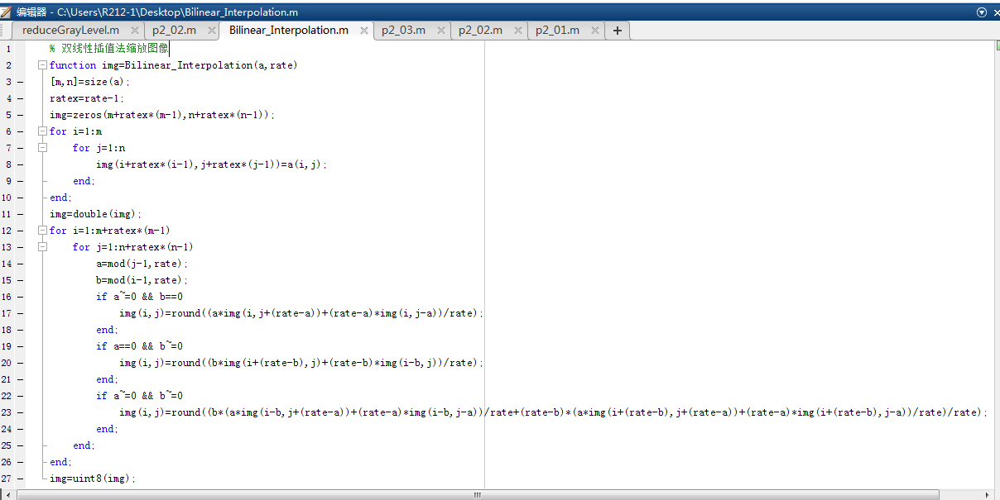 编辑器 - C:\Users\R212-1\Desktop\Bilinear_Interpolation.m
reduceGrayLevel.m p2_02.m Bilinear_Interpolation.m p2_03.m p2_02.m p2_01.m
1 % 双线性插值法缩放图像
2 function img=Bilinear_Interpolation(a,rate)
3 [m,n]=size(a);
4 ratex=rate-1;
5 img=zeros(m+ratex*(m-1),n+ratex*(n-1));
6 for i=1:m
7 for j=1:n
8 img(i+ratex*(i-1),j+ratex*(j-1))=a(i,j);
9 end;
10 end;
11 img=double(img);
12 for i=1:m+ratex*(m-1)
13 for j=1:n+ratex*(n-1)
14 a=mod(j-1,rate);
15 b=mod(i-1,rate);
16 if a~=0 && b==0
17 img(i,j)=round((a*img(i,j+(rate-a))+(rate-a)*img(i,j-a))/rate);
18 end;
19 if a==0 && b~=0
20 img(i,j)=round((b*img(i+(rate-b),j)+(rate-b)*img(i-b,j))/rate);
21 end;
22 if a~=0 && b~=0
23 img(i,j)=round((b*(a*img(i-b,j+(rate-a))+(rate-a)*img(i-b,j-a))/rate+(rate-b)*(a*img(i+(rate-b),j+(rate-a))+(rate-a)*img(i+(rate-b),j-a))/rate)/rate);
24 end;
25 end;
26 end;
27 img=uint8(img);